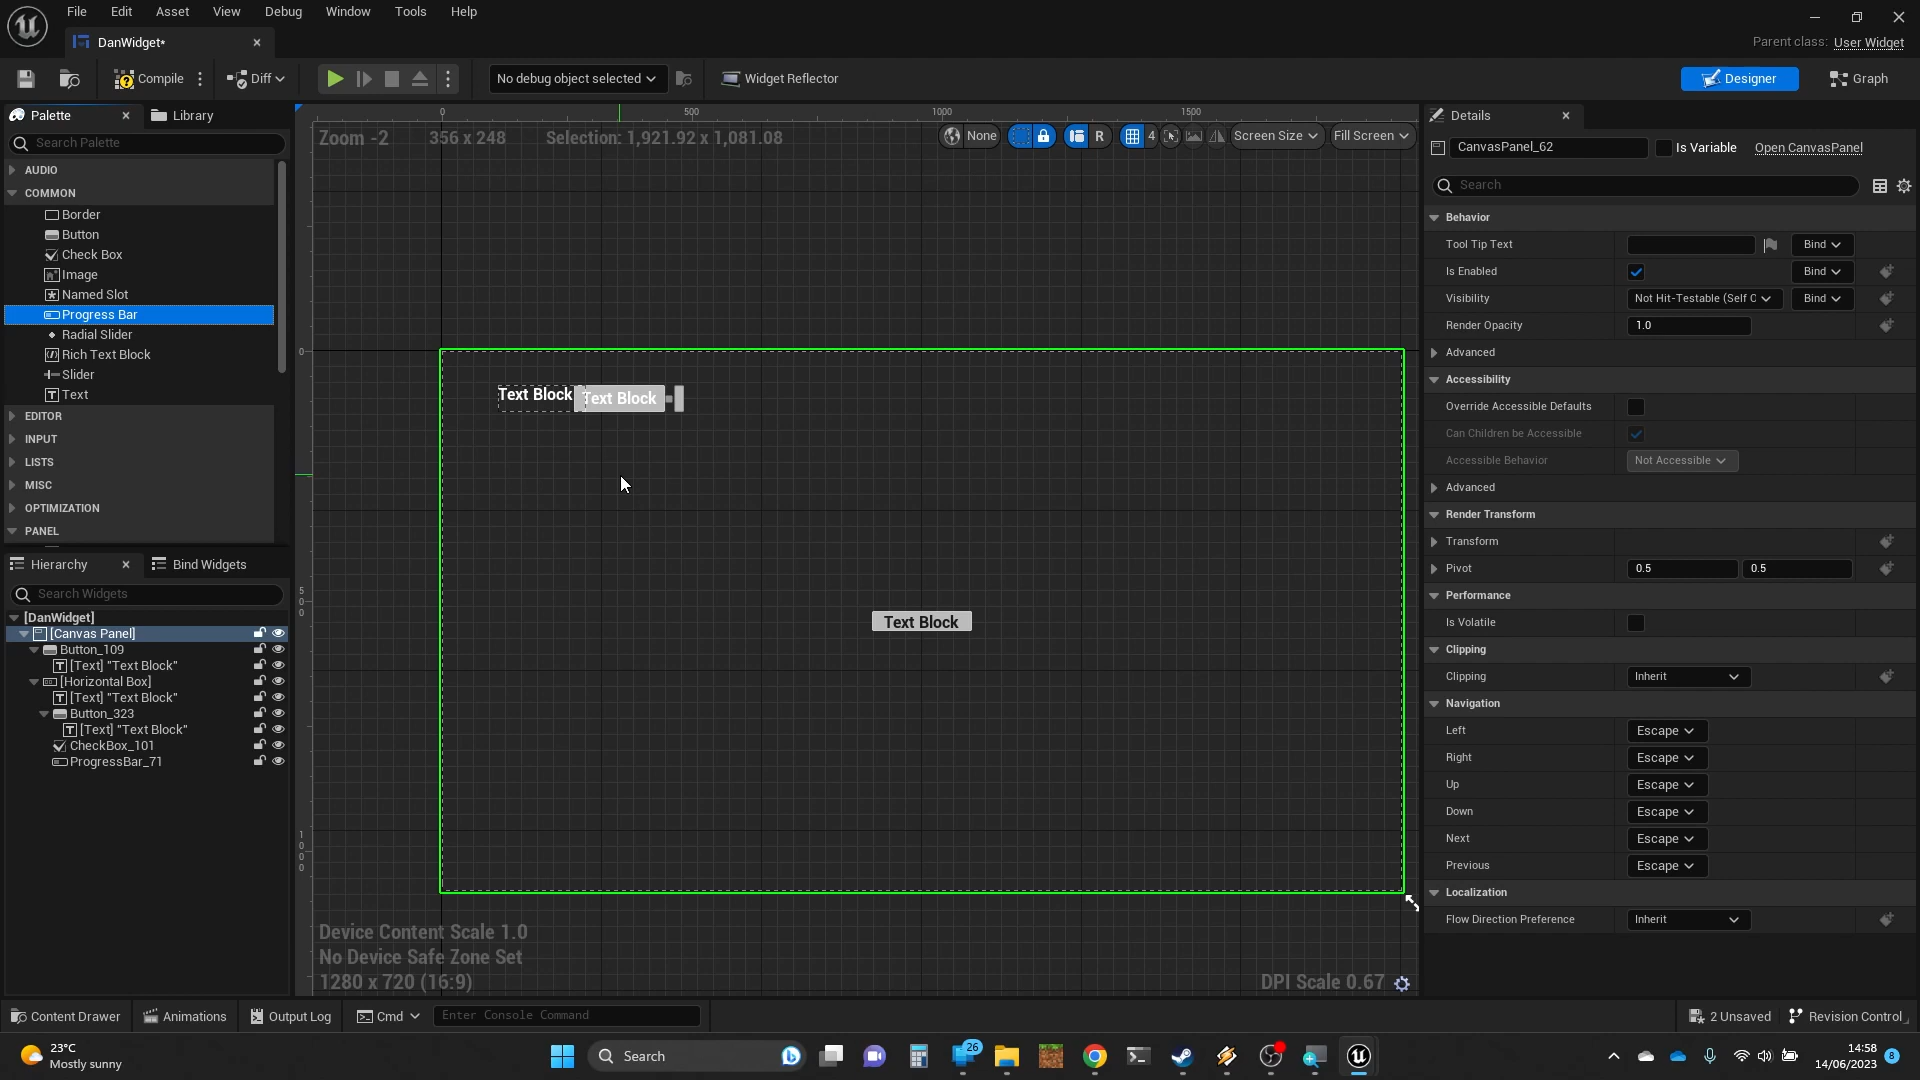 File Edit Asset View Debug Window Tools Help
DanWidget*
Parent class: User Widget
Compile Diff No debug object selected Widget Reflector Designer Graph
Palette Library
Search Palette
AUDIO
COMMON
Border
Button
Check Box
Image
Named Slot
Progress Bar
Radial Slider
Rich Text Block
Slider
Text
EDITOR
INPUT
LISTS
MISC
OPTIMIZATION
PANEL
Hierarchy Bind Widgets
Search Widgets
[DanWidget]
[Canvas Panel]
Button_109
[Text] "Text Block"
[Horizontal Box]
[Text] "Text Block"
Button_323
[Text] "Text Block"
CheckBox_101
ProgressBar_71
0 500 1000 1500
Zoom -2 356 x 248 Selection: 1,921.92 x 1,081.08
None R 4 Screen Size Fill Screen
0
500
1000
Text Block Text Block
Text Block
Device Content Scale 1.0
No Device Safe Zone Set
1280 x 720 (16:9)
DPI Scale 0.67
Details
CanvasPanel_62 Is Variable Open CanvasPanel
Search
Behavior
Tool Tip Text Bind
Is Enabled Bind
Visibility Not Hit-Testable (Self O Bind
Render Opacity 1.0
Advanced
Accessibility
Override Accessible Defaults
Can Children be Accessible
Accessible Behavior Not Accessible
Advanced
Render Transform
Transform
Pivot 0.5 0.5
Performance
Is Volatile
Clipping
Clipping Inherit
Navigation
Left Escape
Right Escape
Up Escape
Down Escape
Next Escape
Previous Escape
Localization
Flow Direction Preference Inherit
Content Drawer Animations Output Log Cmd Enter Console Command 2 Unsaved Revision Control
23°C
Mostly sunny
Search
26
14:58
14/06/2023
8